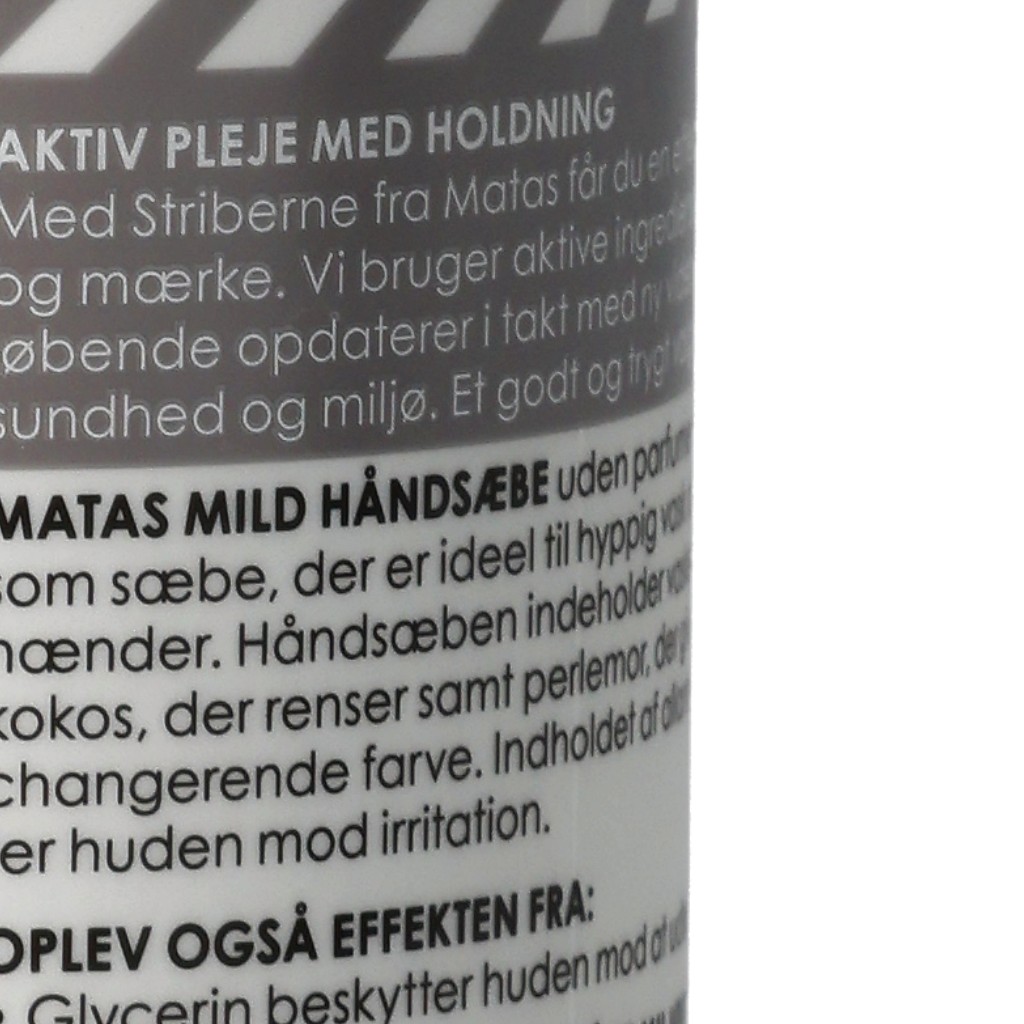 AKTIV PLEJE MED HOLDNING
Med Striberne fra Matas får du en
og mærke. Vi bruger aktive
øbende opdaterer i takt med ny
sundhed og miljø. Et godt og trygt
MATAS MILD HÅNDSÆBE uden
som sæbe, der er ideel til hyppig
hænder. Håndsæben indeholder
kokos, der renser samt perlemor, der
changerende farve. Indholdet af
er huden mod irritation.
OPLEV OGSÅ EFFEKTEN FRA:
• Glycerin beskytter huden mod at